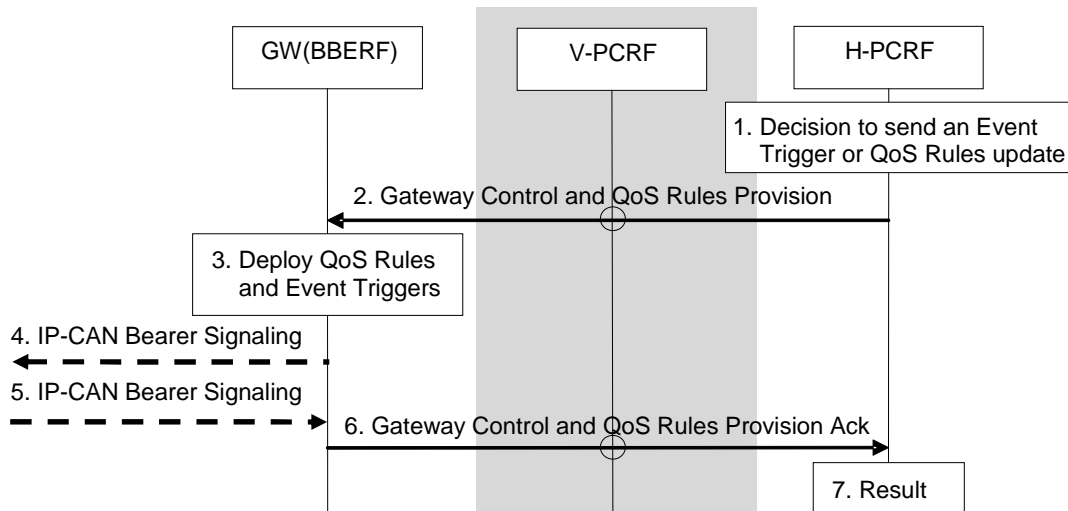 GW(BBERF)
V-PCRF
H-PCRF
1. Decision to send an Event
Trigger or QoS Rules update
2. Gateway Control and QoS Rules Provision
3. Deploy QoS Rules
and Event Triggers
4. IP-CAN Bearer Signaling
5. IP-CAN Bearer Signaling
6. Gateway Control and QoS Rules Provision Ack
7. Result